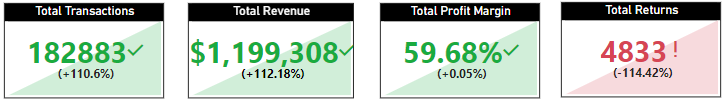 Total Transactions
182883
(+110.6%)
Total Revenue
$1,199,308
(+112.18%)
Total Profit Margin
59.68%
(+0.05%)
Total Returns
4833!
(-114.42%)